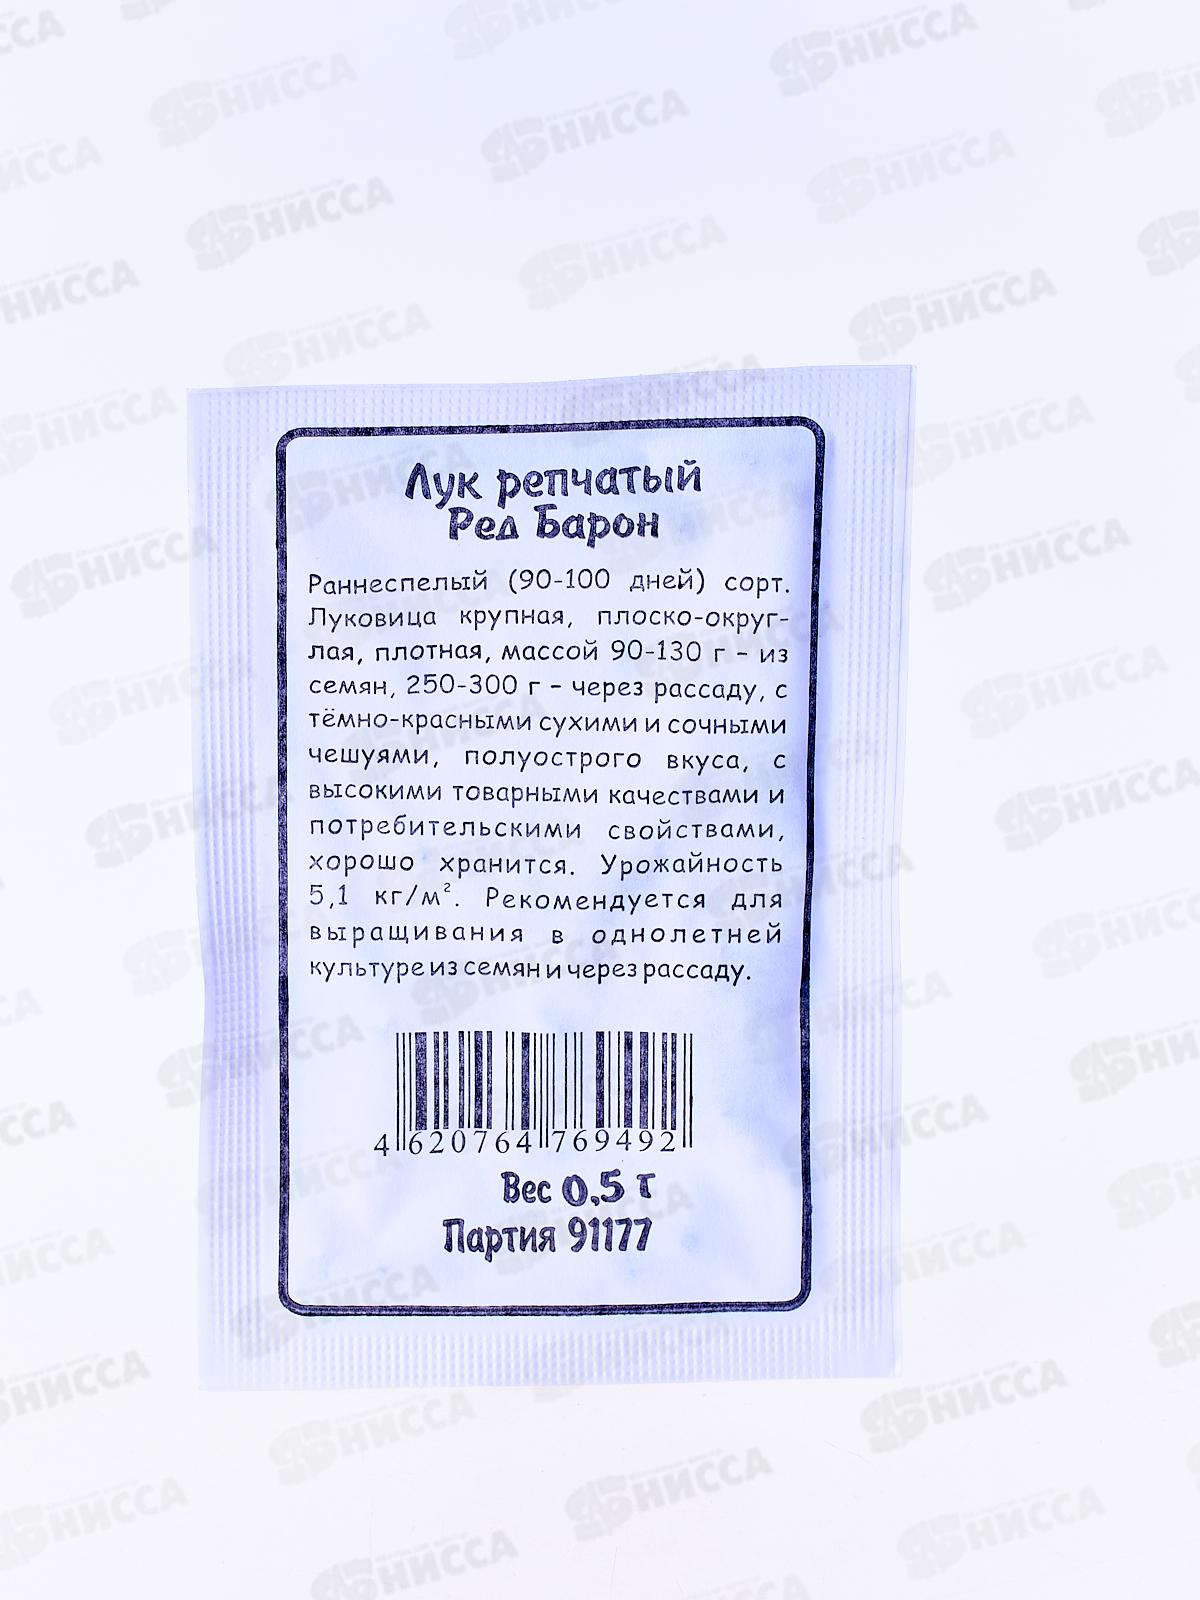 Лук репчатый
Ред Барон
Раннеспелый (90-100 дней) сорт.
Луковица крупная, плоско-округ-
лая, плотная, массой 90-130 г – из
семян, 250-300 г – через рассаду, с
тёмно-красными сухими и сочными
чешуями, полуострого вкуса, с
высокими товарными качествами и
потребительскими свойствами,
хорошо хранится. Урожайность
5,1 кг/м². Рекомендуется для
выращивания в однолетней
культуре из семян и через рассаду.
4 620764 769492
Вес 0,5 г
Партия 91177